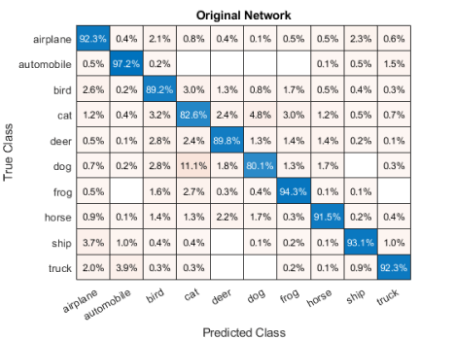 Original Network
airplane 92.3% 0.4% 2.1% 0.8% 0.4% 0.1% 0.5% 0.5% 2.3% 0.6%
automobile 0.5% 97.2% 0.2% 0.1% 0.5% 1.5%
bird 2.6% 0.2% 89.2% 3.0% 1.3% 0.8% 1.7% 0.5% 0.4% 0.3%
cat 1.2% 0.4% 3.2% 82.6% 2.4% 4.8% 3.0% 1.2% 0.5% 0.7%
deer 0.5% 0.1% 2.8% 2.4% 89.8% 1.3% 1.4% 1.4% 0.2% 0.1%
dog 0.7% 0.2% 2.8% 11.1% 1.8% 80.1% 1.3% 1.7% 0.3%
frog 0.5% 1.6% 2.7% 0.3% 0.4% 94.3% 0.1% 0.1%
horse 0.9% 0.1% 1.4% 1.3% 2.2% 1.7% 0.3% 91.5% 0.2% 0.4%
ship 3.7% 1.0% 0.4% 0.4% 0.1% 0.2% 0.1% 93.1% 1.0%
truck 2.0% 3.9% 0.3% 0.3% 0.2% 0.1% 0.9% 92.3%
airplane automobile bird cat deer dog frog horse ship truck
True Class
Predicted Class